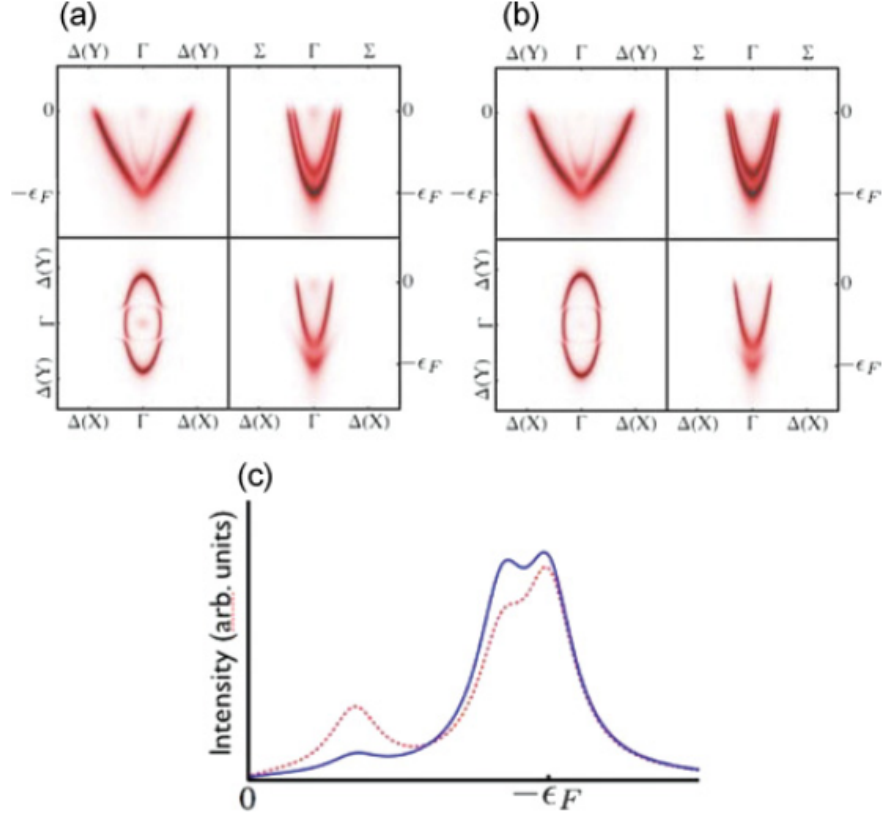 (a) (b)
Δ(Y) Γ Δ(Y) Σ Γ Σ Δ(Y) Γ Δ(Y) Σ Γ Σ
0 0 0 0
−ϵF −ϵF −ϵF −ϵF
Δ(Y) Γ Δ(Y) 0 Δ(Y) Γ Δ(Y) 0
−ϵF −ϵF
Δ(X) Γ Δ(X) Δ(X) Γ Δ(X) Δ(X) Γ Δ(X) Δ(X) Γ Δ(X)
(c)
Intensity (arb. units)
0 −ϵF